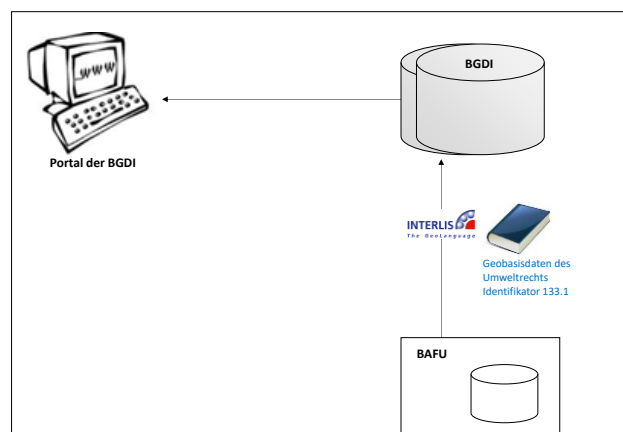 WWW
BGDI
Portal der BGDI
INTERLIS
The GeoLanguage
Geobasisdaten des
Umweltrechts
Identifikator 133.1
BAFU